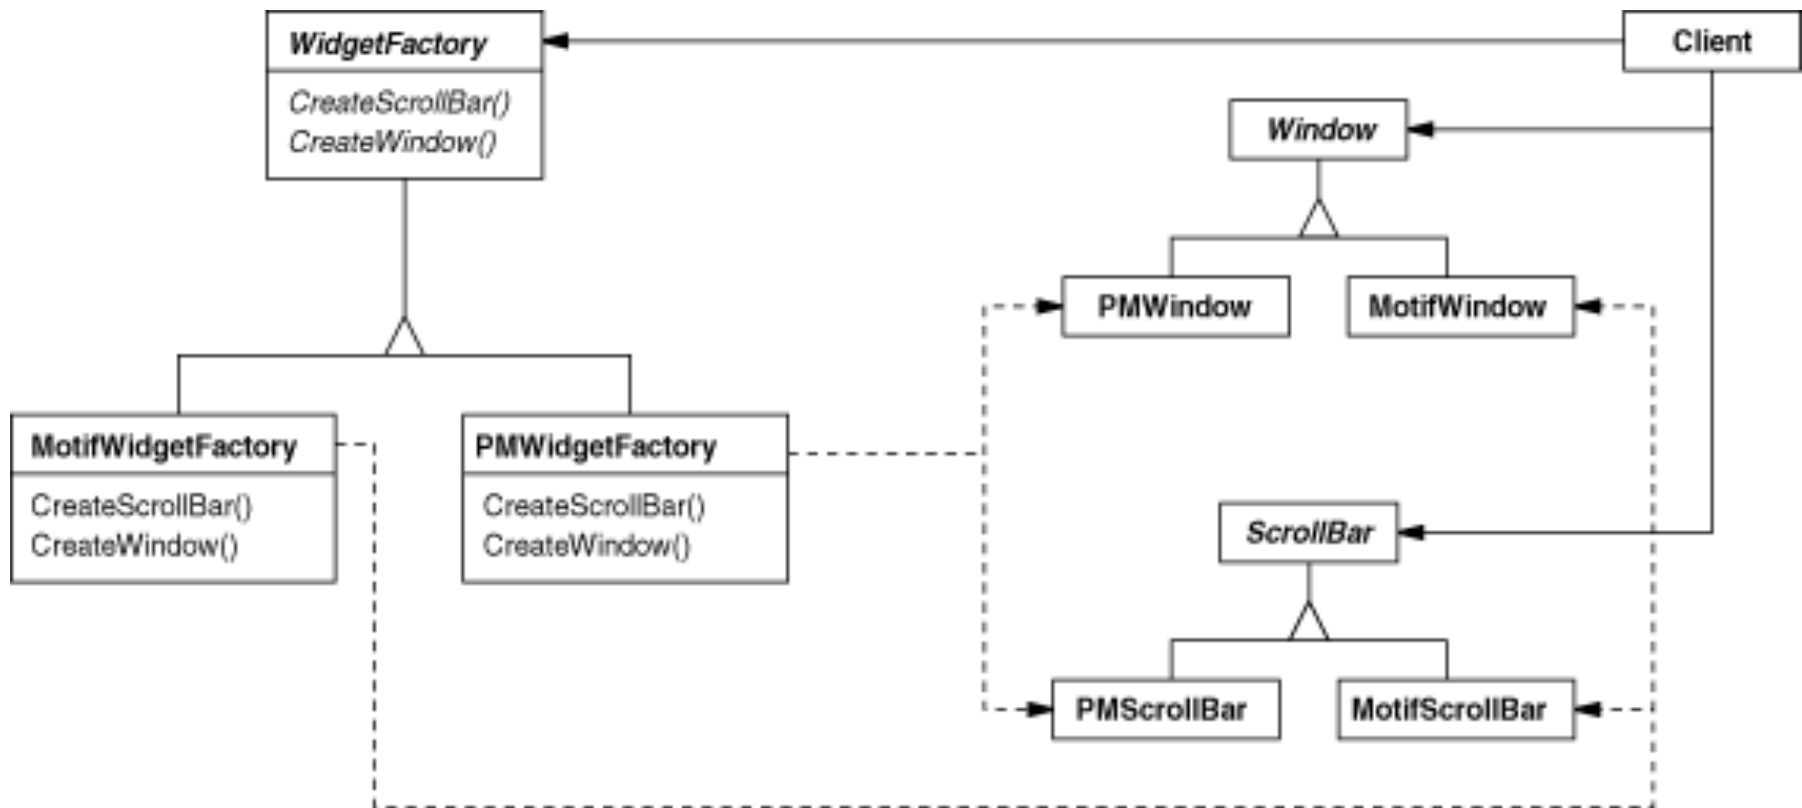 WidgetFactory
CreateScrollBar()
CreateWindow()
Client
Window
PMWindow
MotifWindow
MotifWidgetFactory
CreateScrollBar()
CreateWindow()
PMWidgetFactory
CreateScrollBar()
CreateWindow()
ScrollBar
PMScrollBar
MotifScrollBar